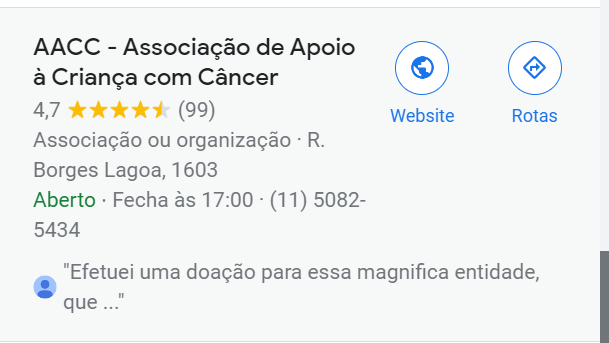 AACC - Associação de Apoio
à Criança com Câncer
4,7 (99)
Associação ou organização · R.
Borges Lagoa, 1603
Aberto · Fecha às 17:00 · (11) 5082-
5434
"Efetuei uma doação para essa magnifica entidade,
que ..."
Website
Rotas